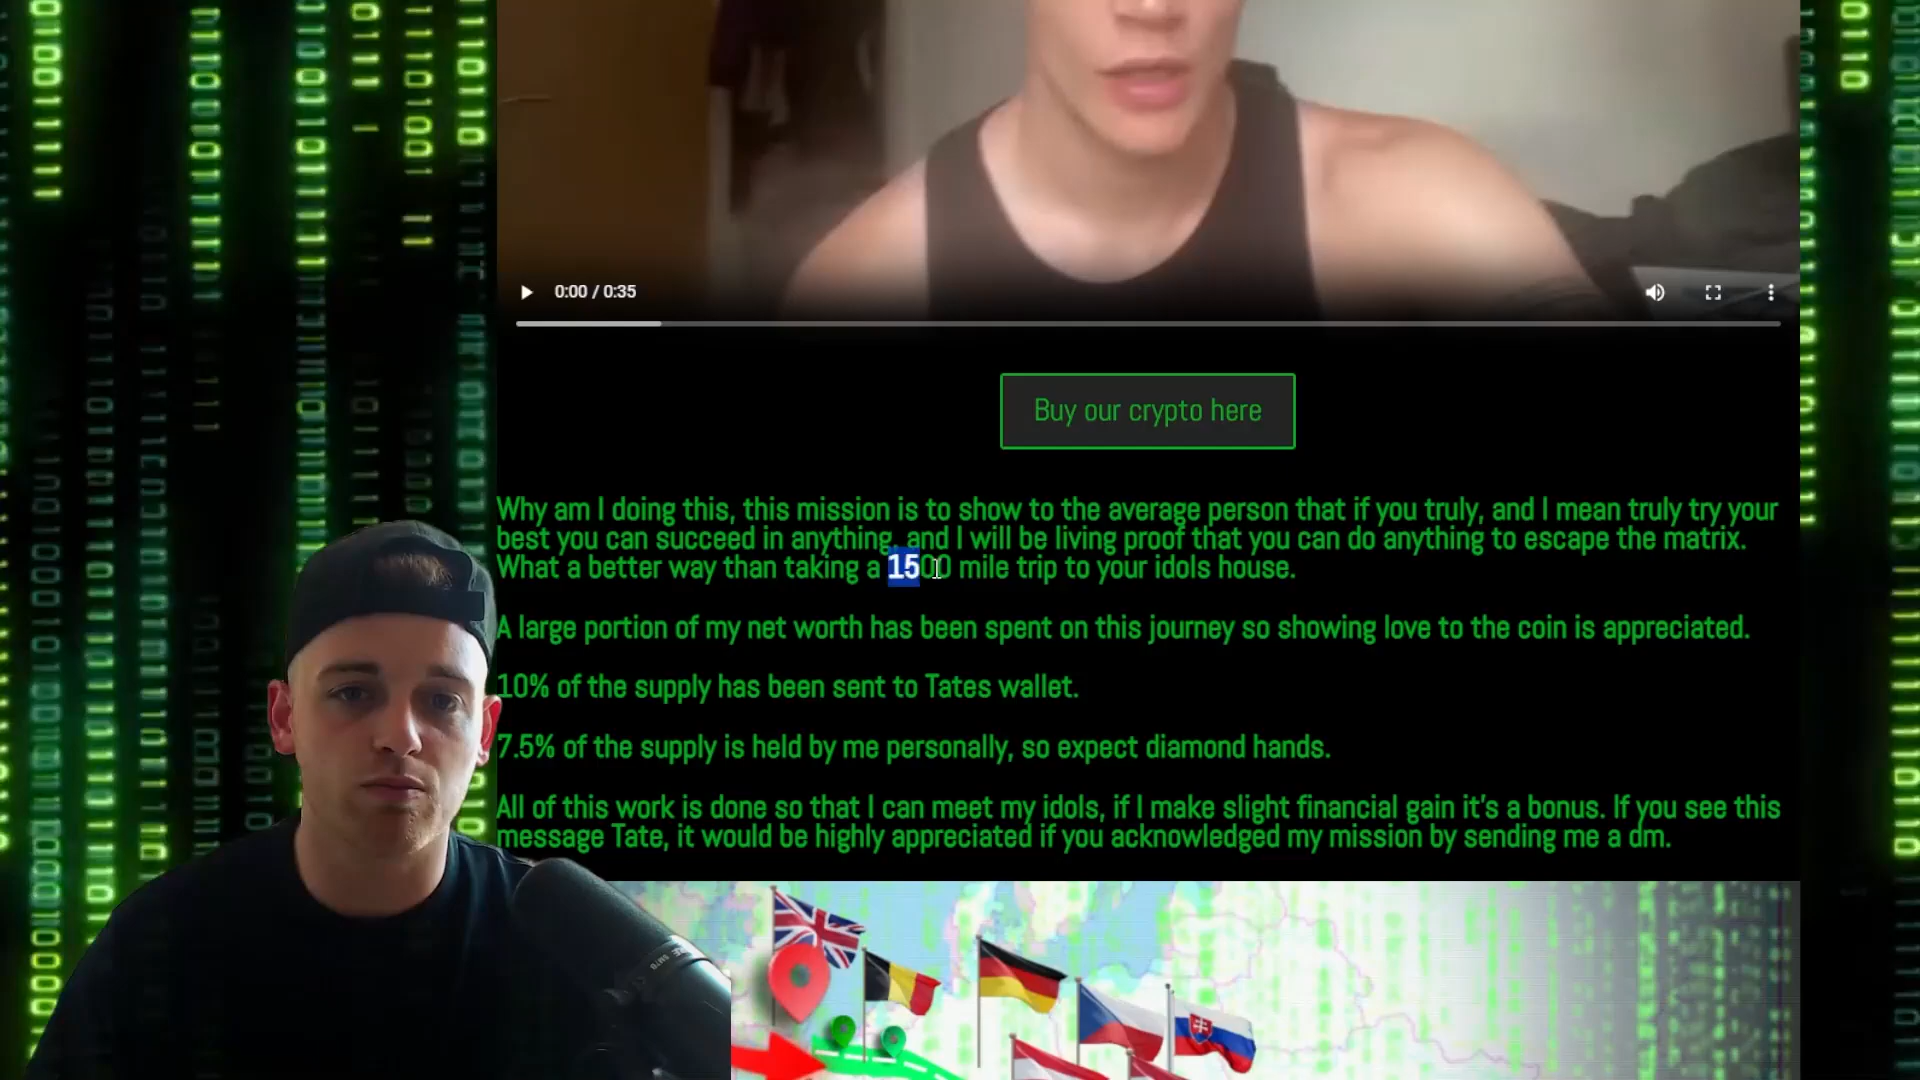 0:00 / 0:35
Buy our crypto here
Why am I doing this, this mission is to show to the average person that if you truly, and I mean truly try your
best you can succeed in anything, and I will be living proof that you can do anything to escape the matrix.
What a better way than taking a 1500 mile trip to your idols house.
A large portion of my net worth has been spent on this journey so showing love to the coin is appreciated.
10% of the supply has been sent to Tates wallet.
7.5% of the supply is held by me personally, so expect diamond hands.
All of this work is done so that I can meet my idols, if I make slight financial gain it's a bonus. If you see this
message Tate, it would be highly appreciated if you acknowledged my mission by sending me a dm.